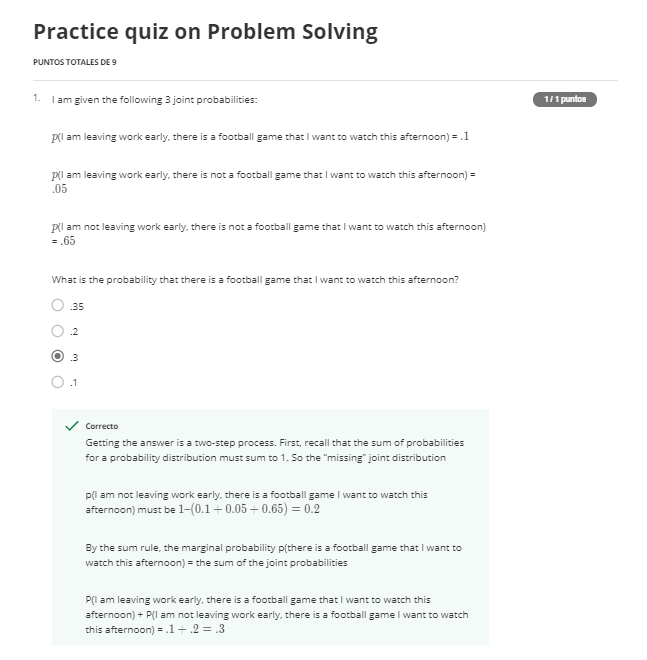 Practice quiz on Problem Solving
PUNTOS TOTALES DE 9
1. I am given the following 3 joint probabilities:
1 / 1 puntos
p(I am leaving work early, there is a football game that I want to watch this afternoon) = .1
p(I am leaving work early, there is not a football game that I want to watch this afternoon) =
.05
p(I am not leaving work early, there is not a football game that I want to watch this afternoon)
= .65
What is the probability that there is a football game that I want to watch this afternoon?
.35
.2
.3
.1
Correcto
Getting the answer is a two-step process. First, recall that the sum of probabilities
for a probability distribution must sum to 1. So the "missing" joint distribution
p(I am not leaving work early, there is a football game I want to watch this
afternoon) must be 1–(0.1 + 0.05 + 0.65) = 0.2
By the sum rule, the marginal probability p(there is a football game that I want to
watch this afternoon) = the sum of the joint probabilities
P(I am leaving work early, there is a football game that I want to watch this
afternoon) + P(I am not leaving work early, there is a football game I want to watch
this afternoon) = .1 + .2 = .3